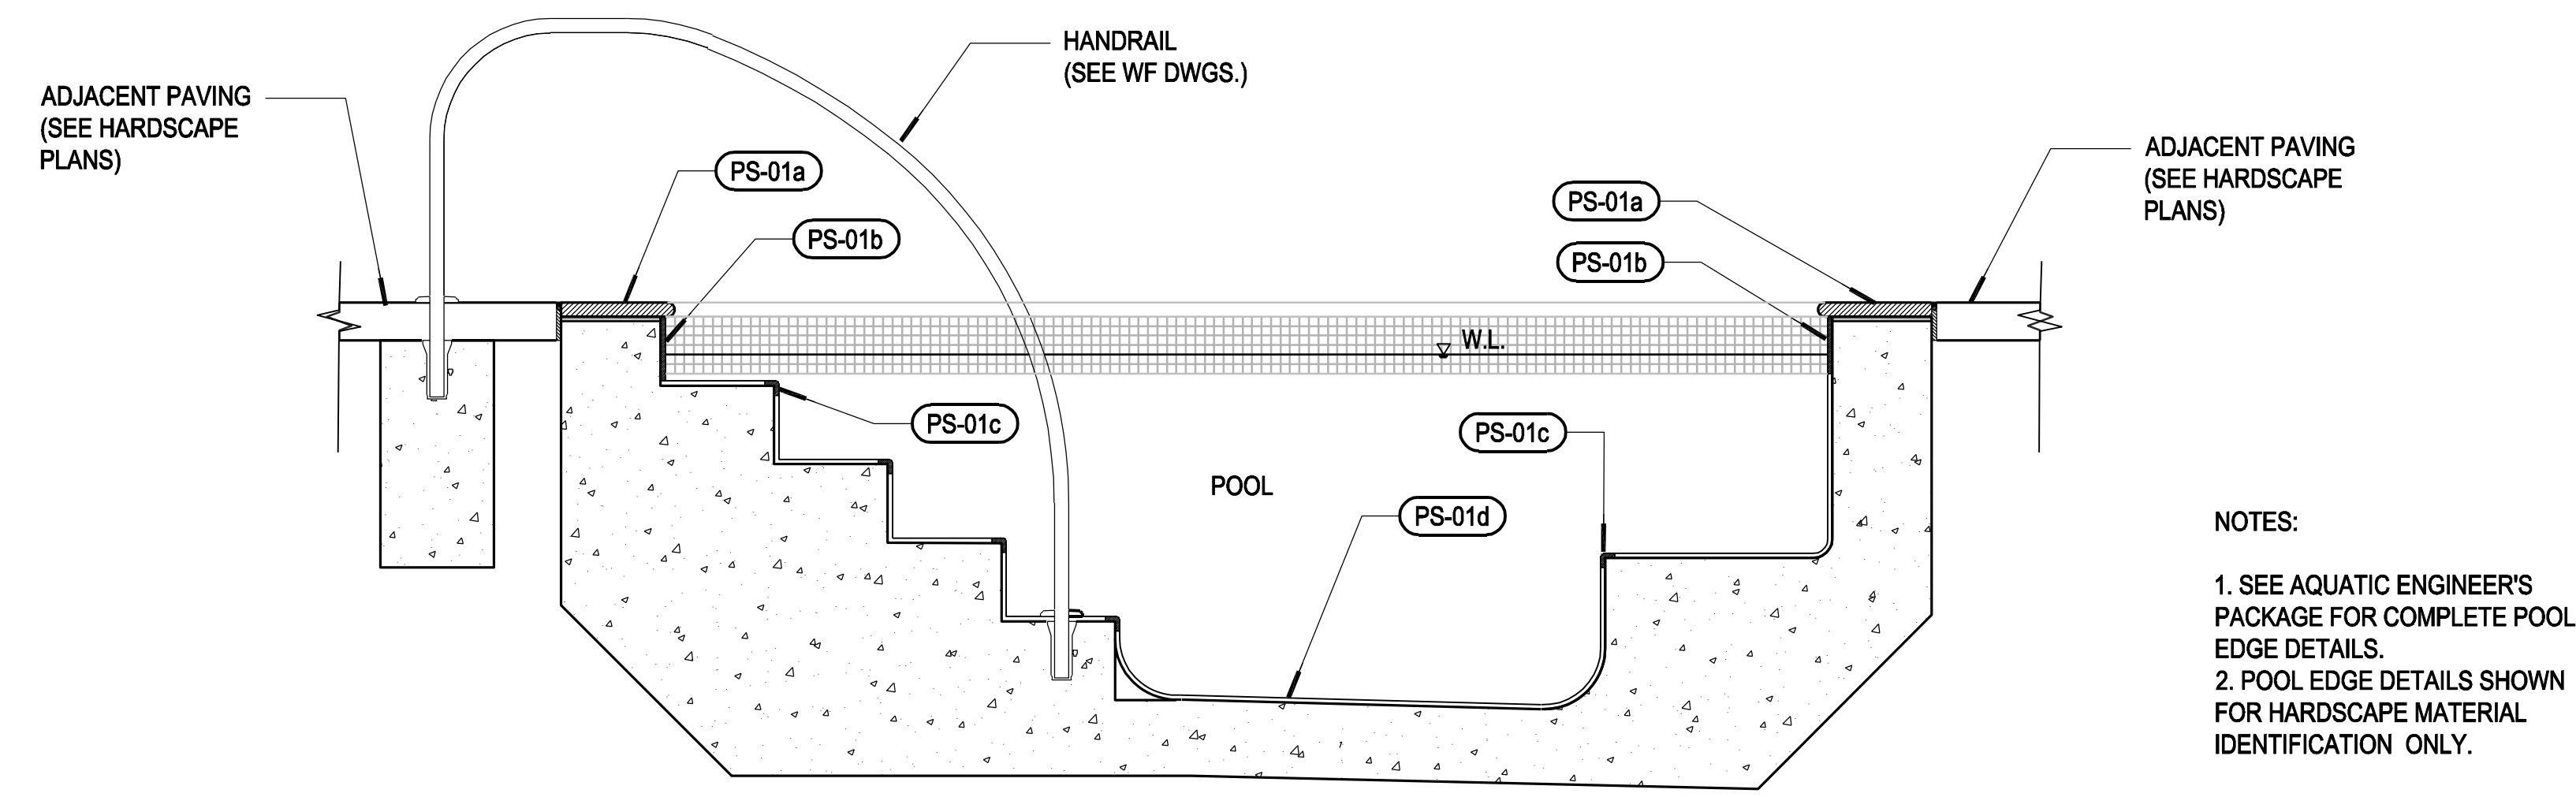 HANDRAIL
(SEE WF DWGS.)
ADJACENT PAVING
(SEE HARDSCAPE
PLANS)
PS-01a
PS-01b
ADJACENT PAVING
(SEE HARDSCAPE
PLANS)
PS-01a
PS-01b
W.L.
PS-01c
PS-01c
POOL
PS-01d
NOTES:
1. SEE AQUATIC ENGINEER'S
PACKAGE FOR COMPLETE POOL
EDGE DETAILS.
2. POOL EDGE DETAILS SHOWN
FOR HARDSCAPE MATERIAL
IDENTIFICATION ONLY.